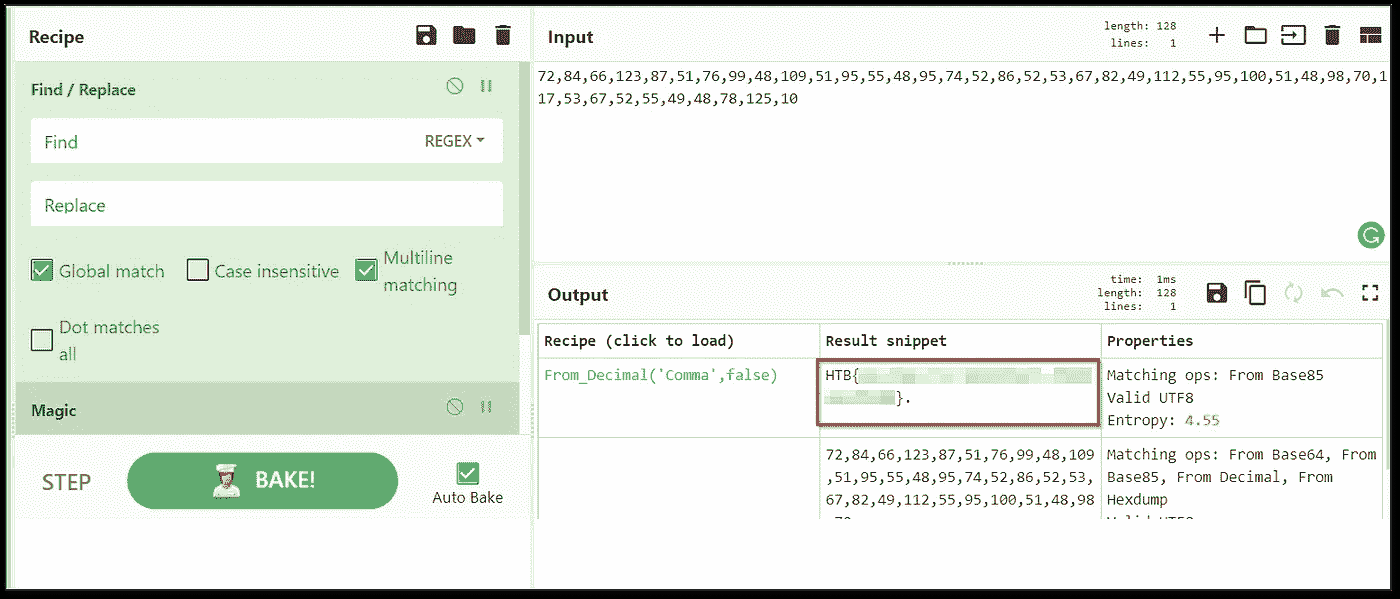 Recipe
Find / Replace
Find
REGEX
Replace
Global match
Case insensitive
Multiline
matching
Dot matches
all
Magic
STEP
BAKE!
Auto Bake
Input
length: 128
lines: 1
72,84,66,123,87,51,76,99,48,109,51,95,55,48,95,74,52,86,52,53,67,82,49,112,55,95,100,51,48,98,70,1
17,53,67,52,55,49,48,78,125,10
G
Output
time: 1ms
length: 128
lines: 1
Recipe (click to load)
Result snippet
Properties
From_Decimal('Comma',false)
HTB{
}.
Matching ops: From Base85
Valid UTF8
Entropy: 4.55
72,84,66,123,87,51,76,99,48,109
,51,95,55,48,95,74,52,86,52,53,
67,82,49,112,55,95,100,51,48,98
Matching ops: From Base64, From
Base85, From Decimal, From
Hexdump